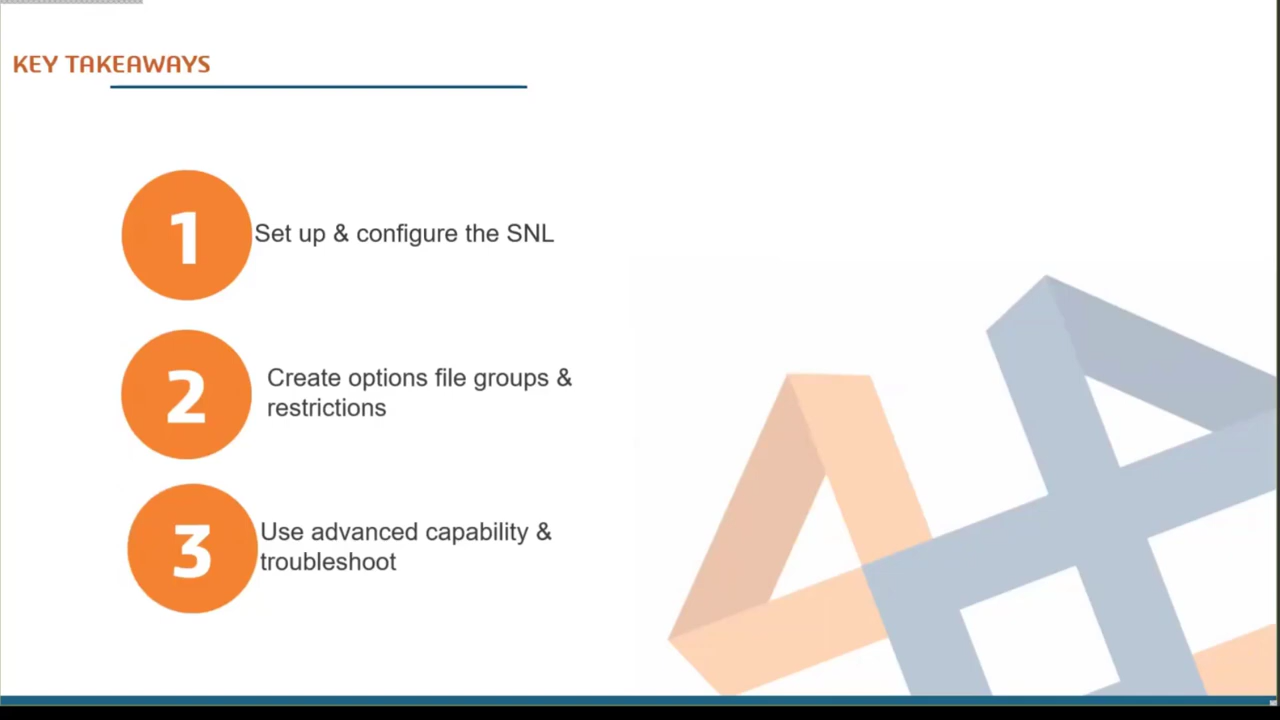 KEY TAKEAWAYS
1
Set up & configure the SNL
2
Create options file groups &
restrictions
3
Use advanced capability &
troubleshoot